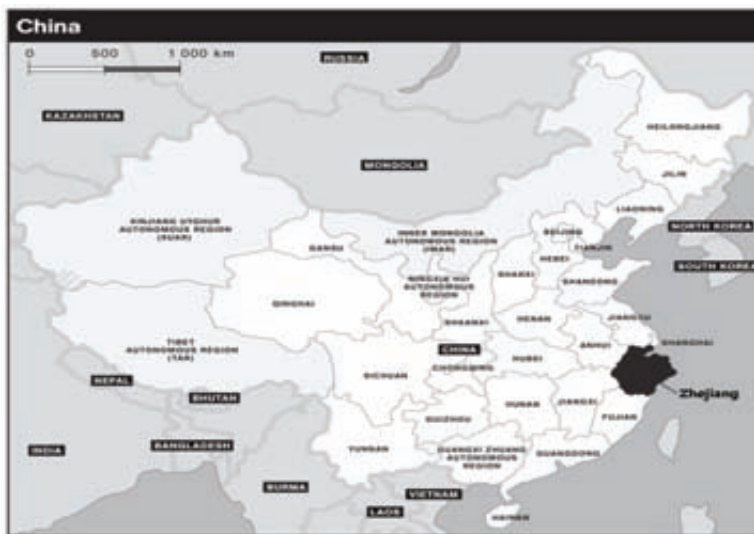 China
0 500 1 000 km
RUSSIA
KAZAKHSTAN
HEILONGJIANG
MONGOLIA
JILIN
LIAONING
XINJIANG UYGHUR
AUTONOMOUS REGION
(XUAR)
NORTH KOREA
INNER MONGOLIA
AUTONOMOUS REGION
(IMAR)
BEIJING
TIANJIN
GANSU
HEBEI
SOUTH KOREA
NINGXIA HUI
AUTONOMOUS
REGION
SHANXI
SHANDONG
QINGHAI
SHAANXI
HENAN
JIANGSU
TIBET
AUTONOMOUS REGION
(TAR)
CHINA
ANHUI
SHANGHAI
SICHUAN
CHONGQING
HUBEI
NEPAL
BHUTAN
Zhejiang
HUNAN
JIANGXI
GUIZHOU
FUJIAN
INDIA
BANGLADESH
YUNNAN
GUANGXI ZHUANG
AUTONOMOUS
REGION
GUANGDONG
BURMA
VIETNAM
LAOS
HAINAN